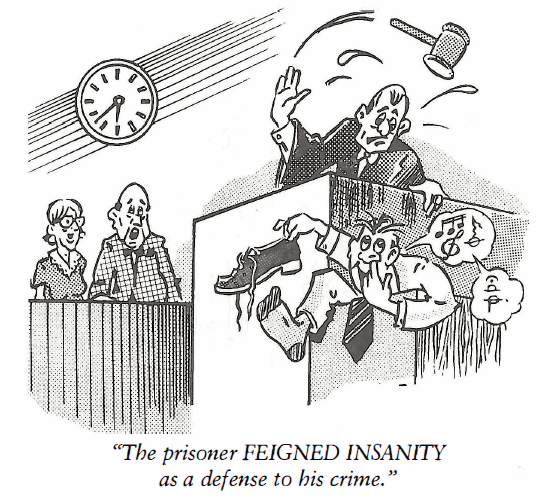 “The prisoner FEIGNED INSANITY
as a defense to his crime.”